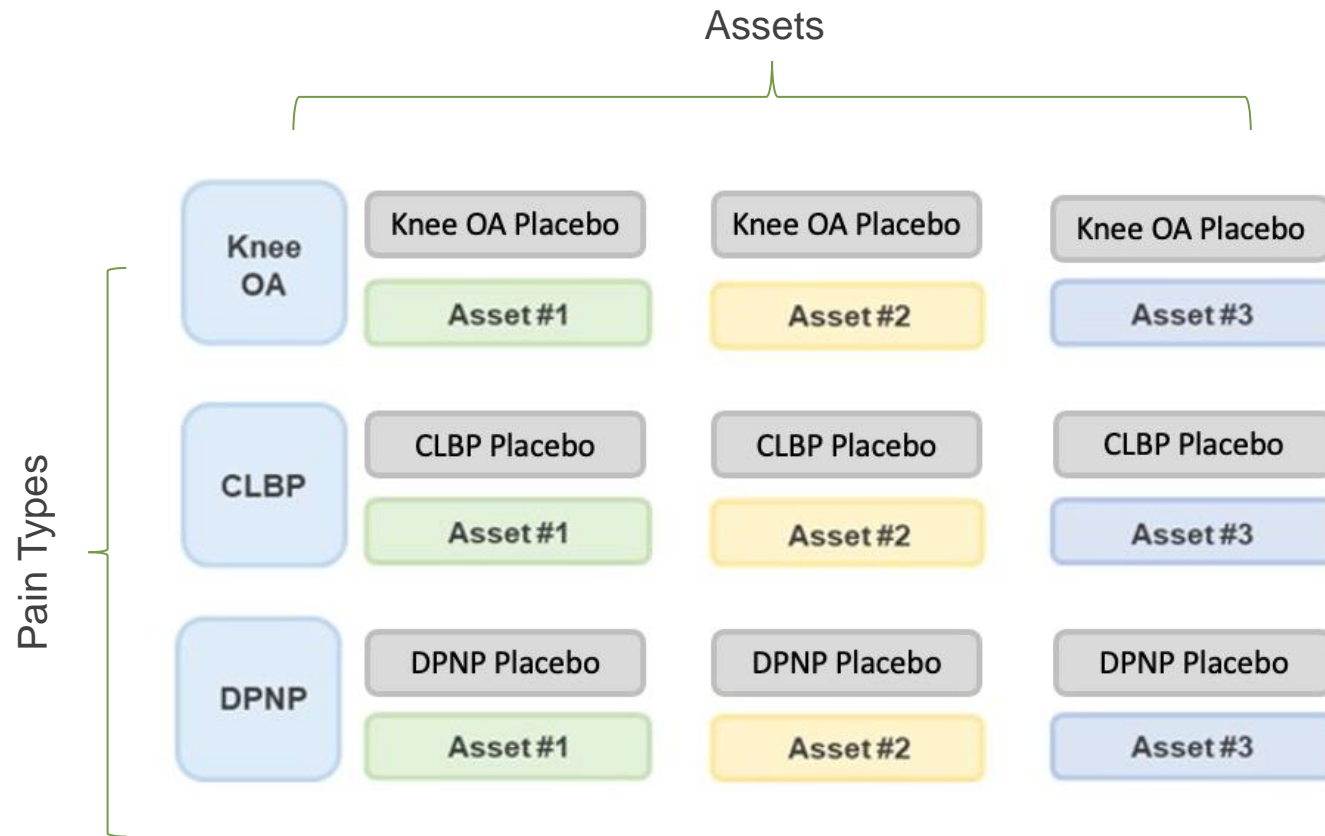 Assets
Pain Types
Knee
OA
Knee OA Placebo
Knee OA Placebo
Knee OA Placebo
Asset #1
Asset #2
Asset #3
CLBP
CLBP Placebo
CLBP Placebo
CLBP Placebo
Asset #1
Asset #2
Asset #3
DPNP
DPNP Placebo
DPNP Placebo
DPNP Placebo
Asset #1
Asset #2
Asset #3